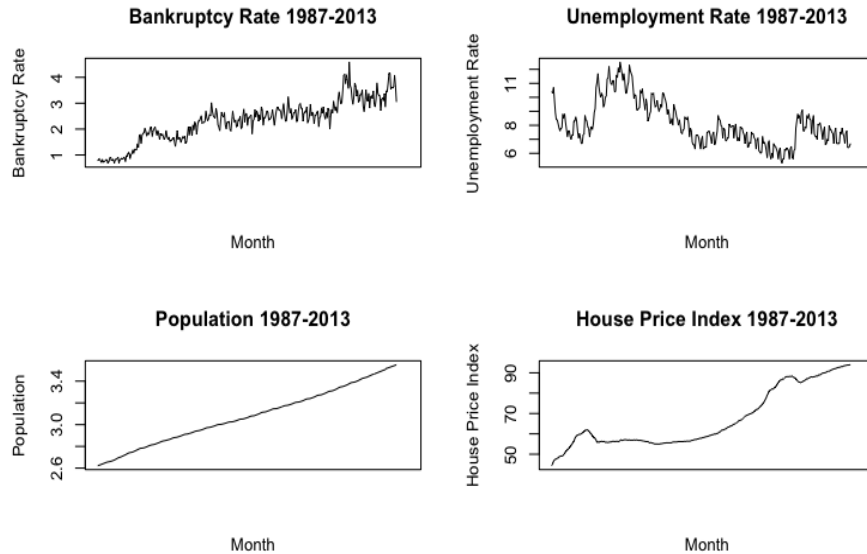 Bankruptcy Rate 1987-2013
Bankruptcy Rate
4
3
2
1
Month
Unemployment Rate 1987-2013
Unemployment Rate
11
8
6
Month
Population 1987-2013
Population
3.4
3.0
2.6
Month
House Price Index 1987-2013
House Price Index
90
70
50
Month